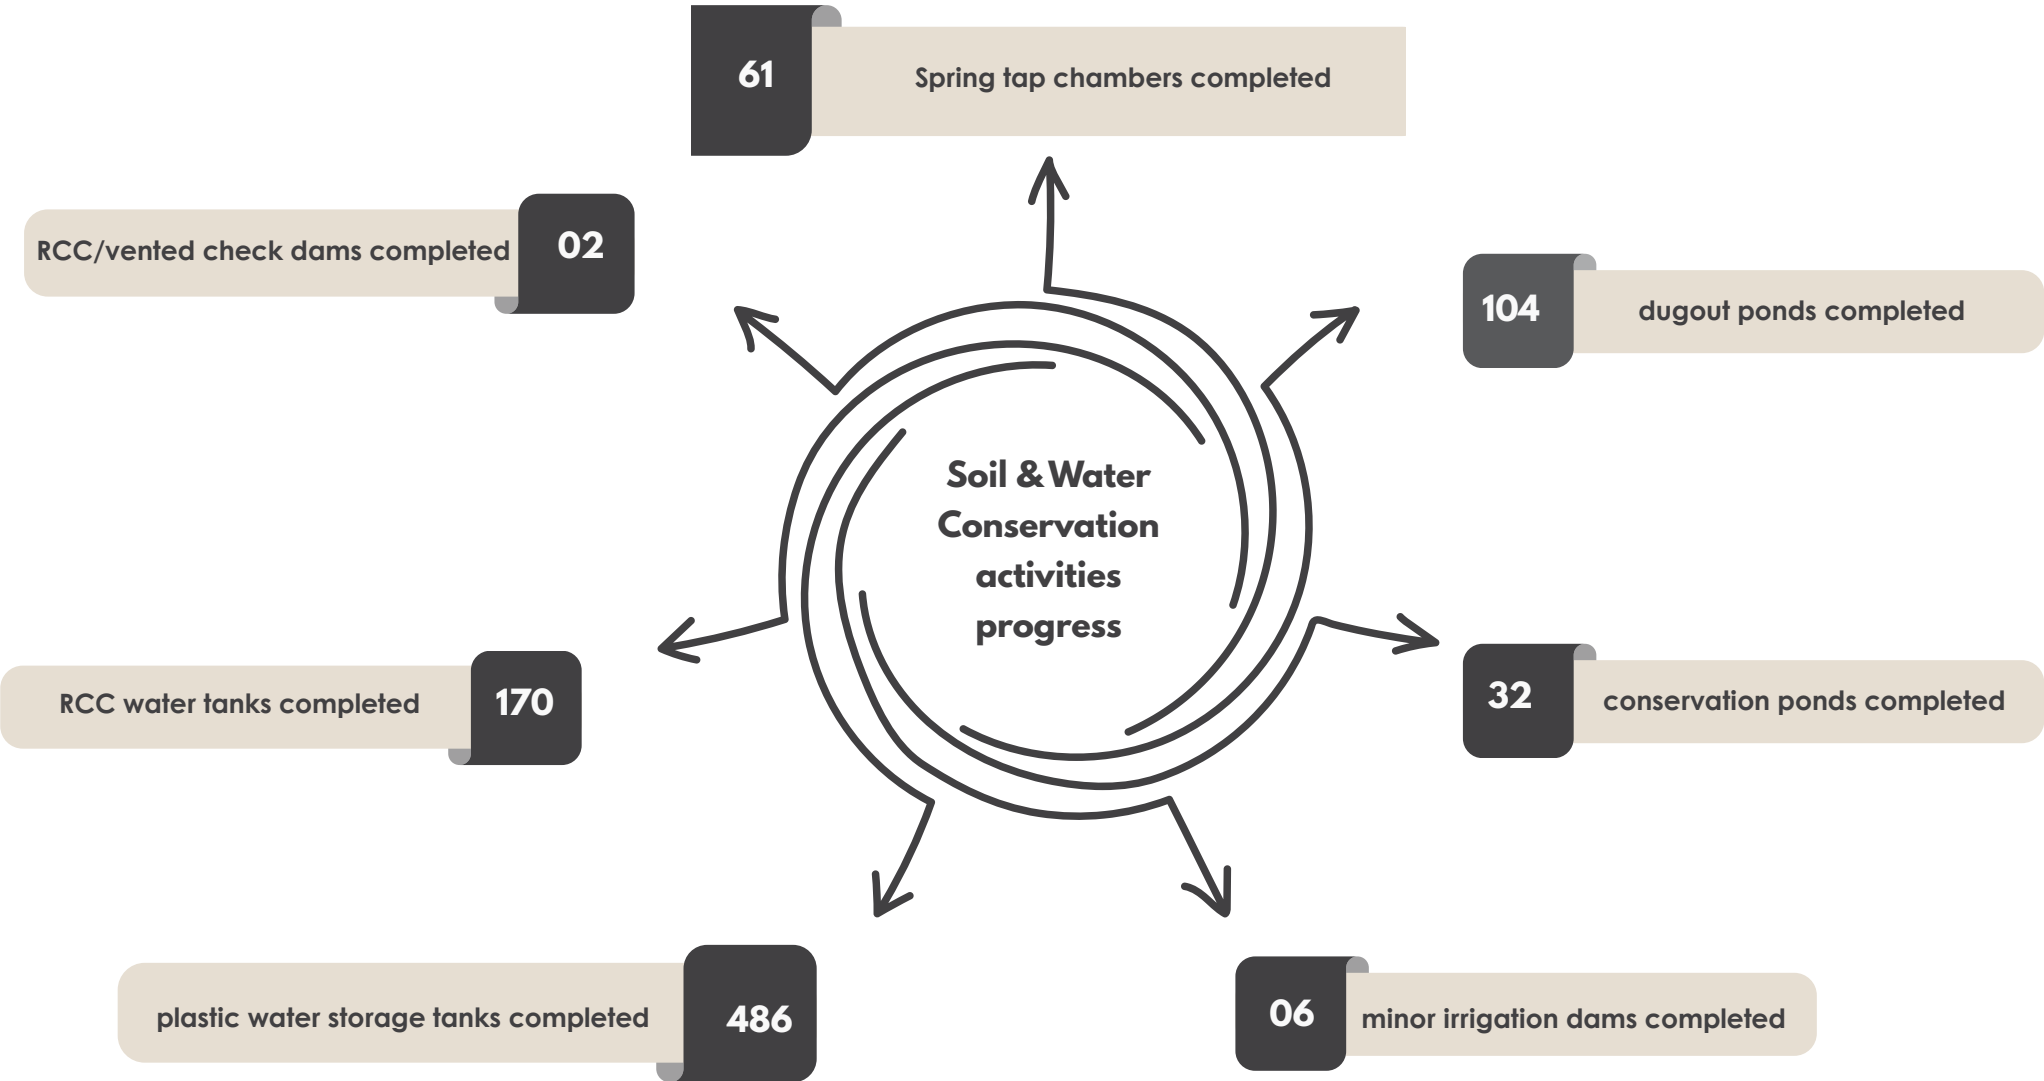 61
Spring tap chambers completed
RCC/vented check dams completed
02
104
dugout ponds completed
Soil & Water
Conservation
activities
progress
RCC water tanks completed
170
32
conservation ponds completed
plastic water storage tanks completed
486
06
minor irrigation dams completed